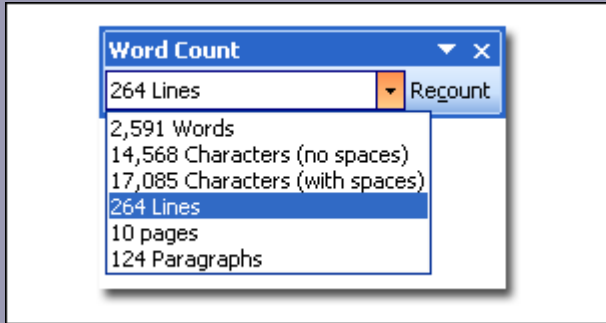 Word Count
264 Lines
Recount
2,591 Words
14,568 Characters (no spaces)
17,085 Characters (with spaces)
264 Lines
10 pages
124 Paragraphs